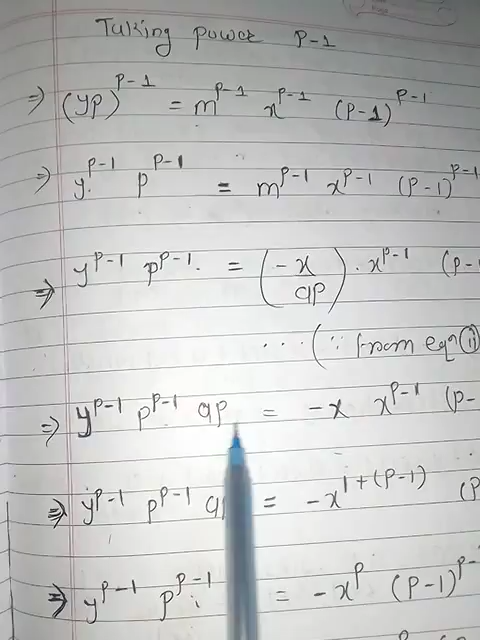 Taking power P-1
⇒ (yp)^{P-1} = m^{P-1} x^{P-1} (P-1)^{P-1}
⇒ y^{P-1} p^{P-1} = m^{P-1} x^{P-1} (P-1)^{P-1}
⇒ y^{P-1} p^{P-1} = (-x / ap) . x^{P-1} (P-
... (∵ from eqn ①
⇒ y^{P-1} p^{P-1} ap = -x x^{P-1} (P-
⇒ y^{P-1} p^{P-1} a = -x^{1+(P-1)} (P
⇒ y^{P-1} p^{P-1} = -x^{P} (P-1)^{P-